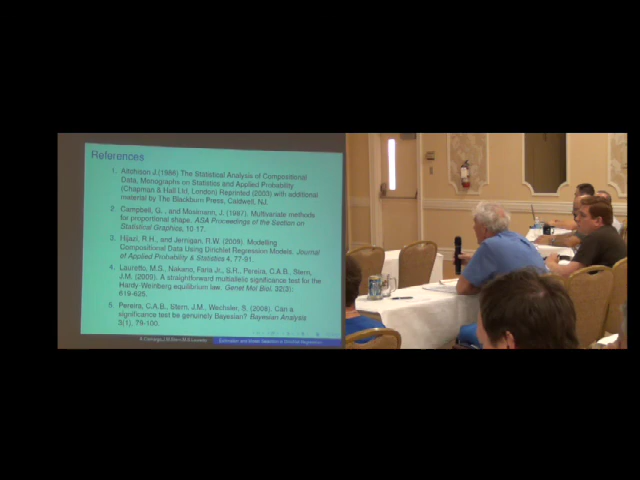 References
1. Aitchison J.(1986) The Statistical Analysis of Compositional
Data, Monographs on Statistics and Applied Probability
(Chapman & Hall Ltd, London) Reprinted (2003) with additional
material by The Blackburn Press, Caldwell, NJ.
2. Campbell, G. , and Mosimann, J. (1987). Multivariate methods
for proportional shape. ASA Proceedings of the Section on
Statistical Graphics, 10-17.
3. Hijazi, R.H., and Jernigan, R.W. (2009). Modelling
Compositional Data Using Dirichlet Regression Models. Journal
of Applied Probability & Statistics 4, 77-91.
4. Lauretto, M.S., Nakano, Faria Jr., S.R., Pereira, C.A.B., Stern,
J.M. (2009). A straightforward multiallelic significance test for the
Hardy-Weinberg equilibrium law. Genet Mol Biol. 32(3):
619-625.
5. Pereira, C.A.B., Stern, J.M., Wechsler, S. (2008). Can a
significance test be genuinely Bayesian? Bayesian Analysis
3(1), 79-100.